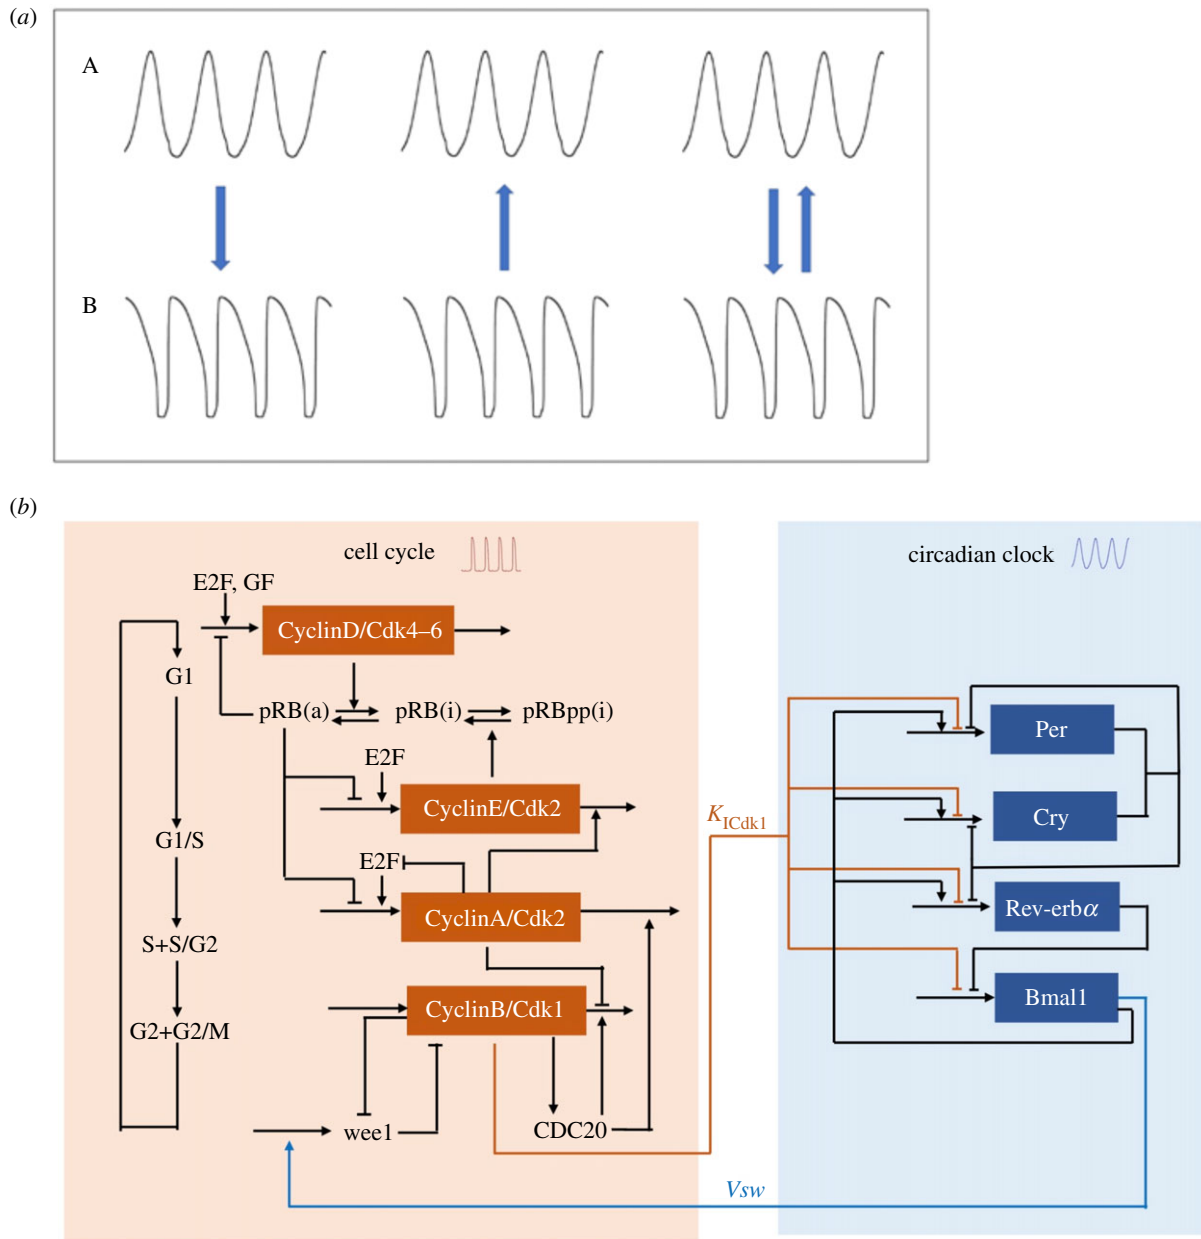 (a)
A
B
(b)
cell cycle
circadian clock
E2F, GF
CyclinD/Cdk4–6
G1
pRB(a)
pRB(i)
pRBpp(i)
Per
E2F
CyclinE/Cdk2
K_ICdk1
Cry
G1/S
E2F
CyclinA/Cdk2
Rev-erbα
S+S/G2
CyclinB/Cdk1
Bmal1
G2+G2/M
wee1
CDC20
Vsw